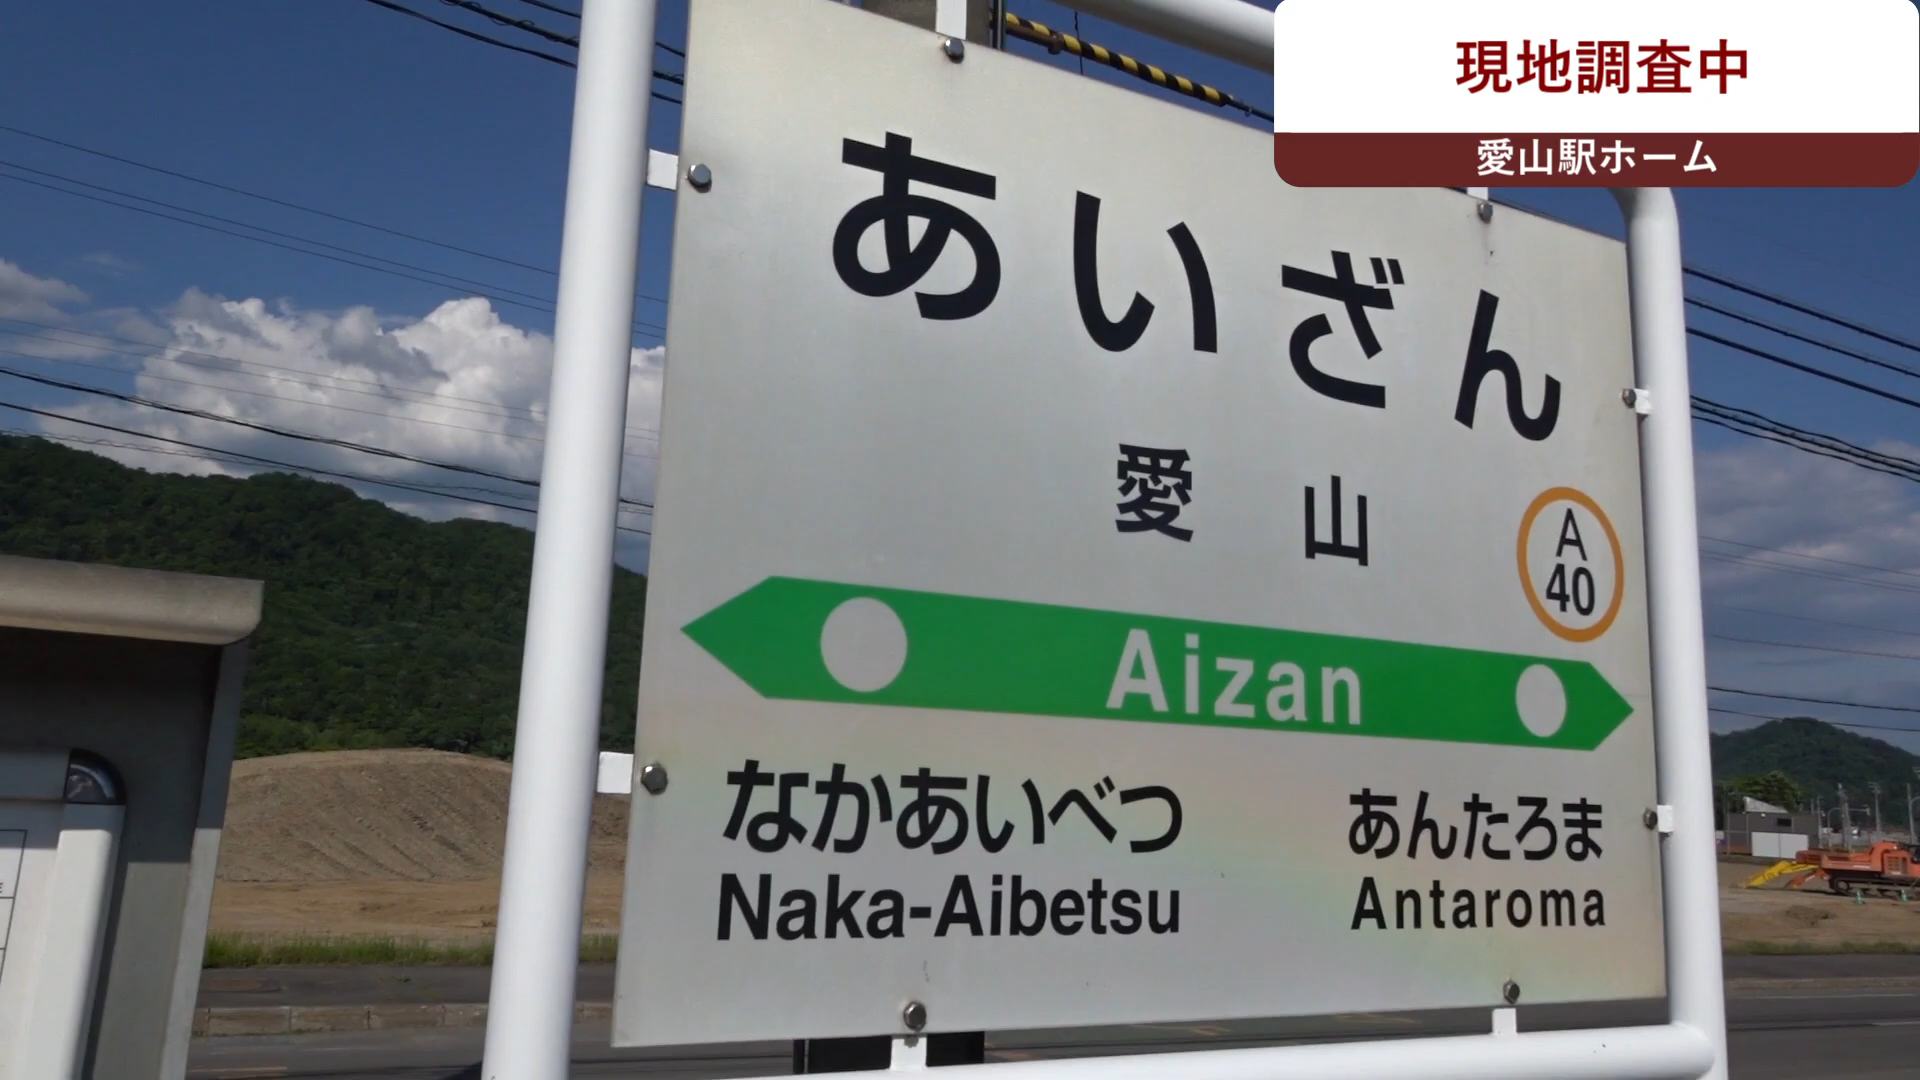 現地調査中
愛山駅ホーム
あいざん
愛山
A
40
Aizan
なかあいべつ
あんたろま
Naka-Aibetsu
Antaroma